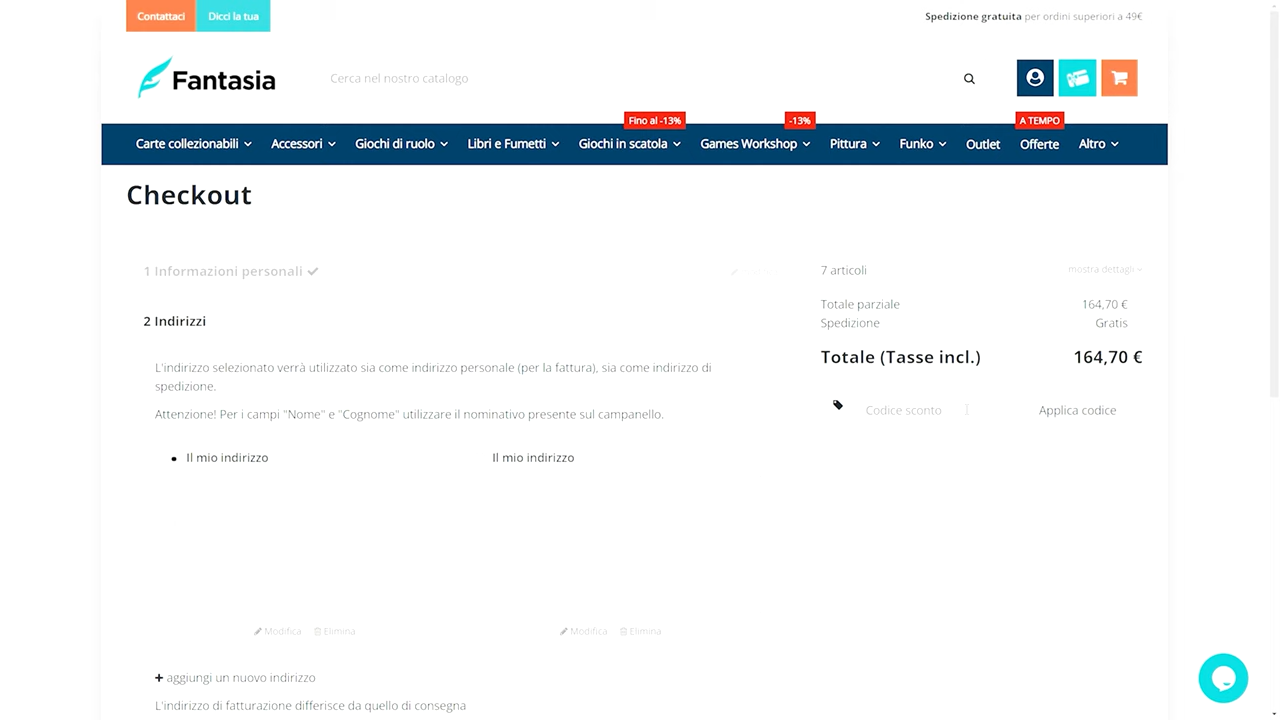 Contattaci
Dicci la tua
Spedizione gratuita per ordini superiori a 49€
Fantasia
Cerca nel nostro catalogo
Fino al -13%
-13%
A TEMPO
Carte collezionabili
Accessori
Giochi di ruolo
Libri e Fumetti
Giochi in scatola
Games Workshop
Pittura
Funko
Outlet
Offerte
Altro
Checkout
1 Informazioni personali
2 Indirizzi
L'indirizzo selezionato verrà utilizzato sia come indirizzo personale (per la fattura), sia come indirizzo di
spedizione.
Attenzione! Per i campi "Nome" e "Cognome" utilizzare il nominativo presente sul campanello.
Il mio indirizzo
Il mio indirizzo
Modifica
Elimina
Modifica
Elimina
aggiungi un nuovo indirizzo
L'indirizzo di fatturazione differisce da quello di consegna
7 articoli
mostra dettagli
Totale parziale 164,70 €
Spedizione Gratis
Totale (Tasse incl.) 164,70 €
Codice sconto
Applica codice